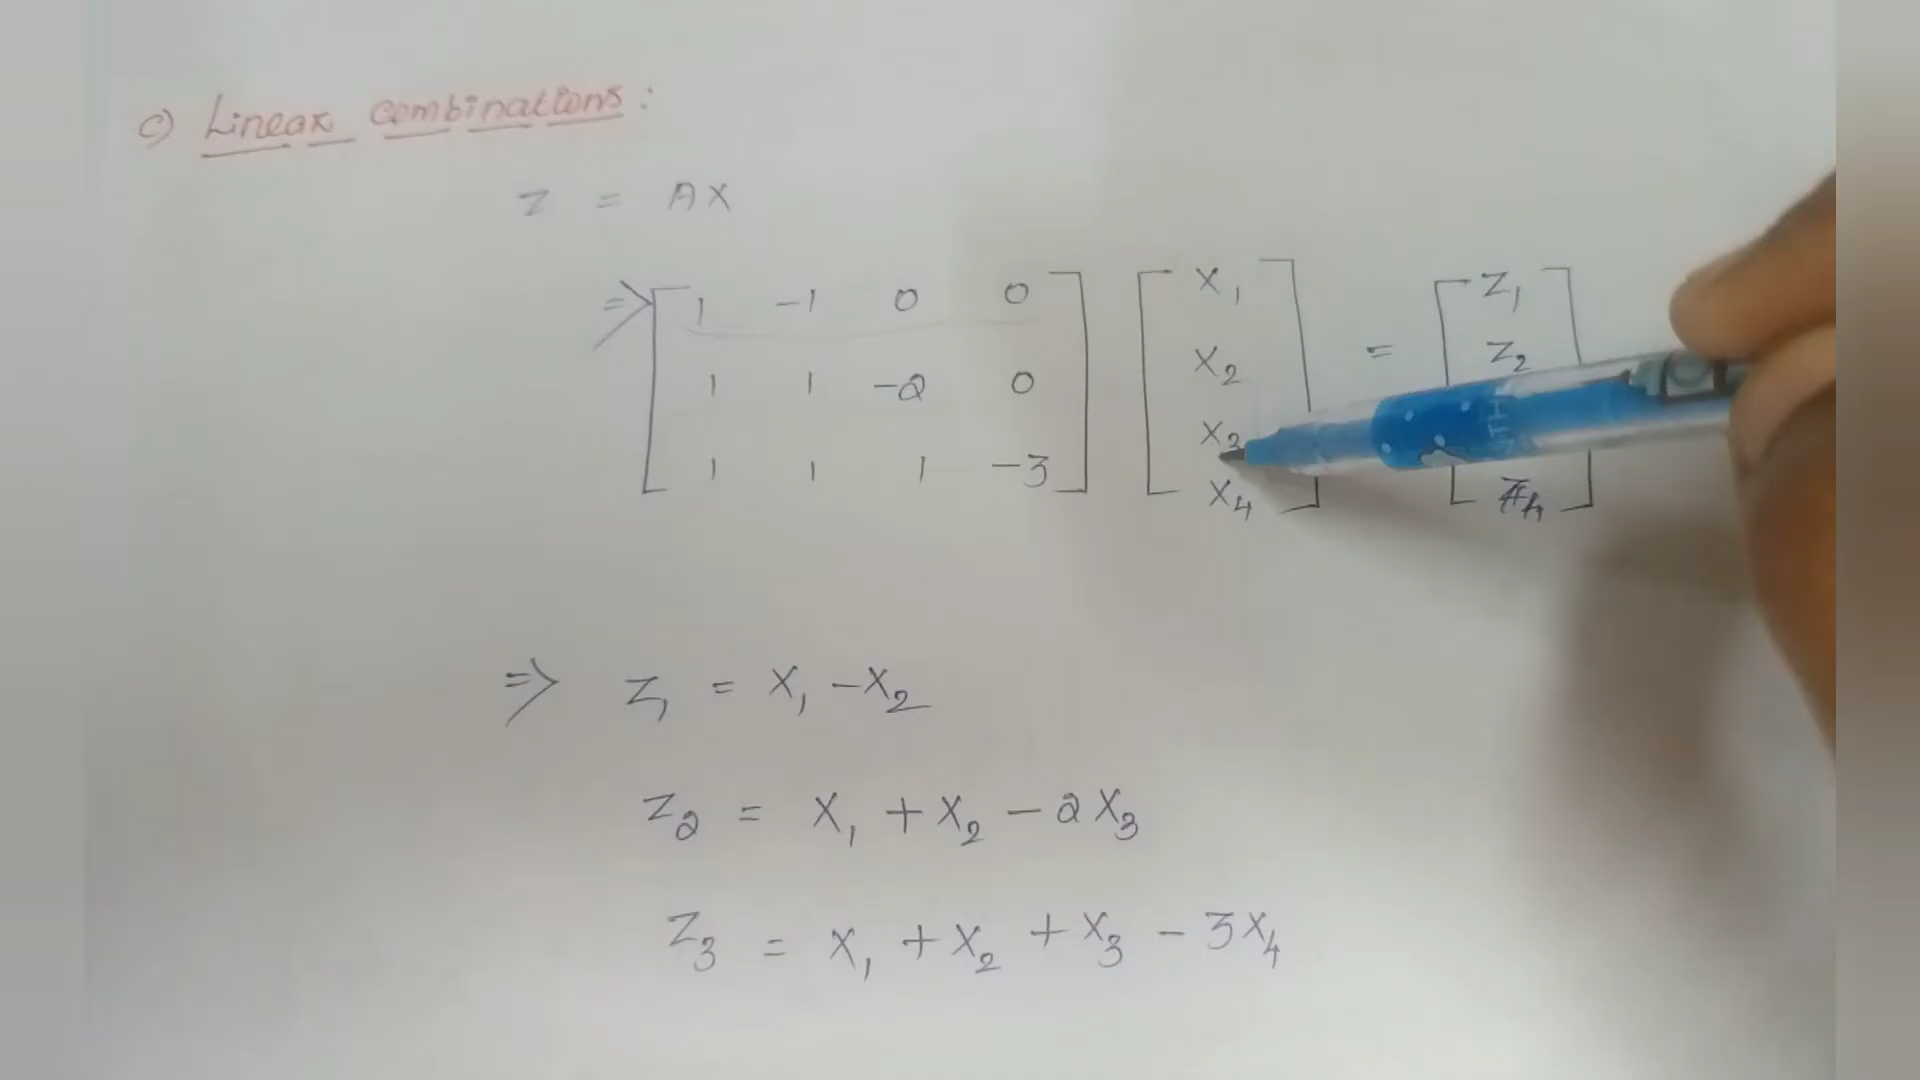 c) Linear combinations:
Z = AX
=> [ 1 -1 0 0 ] [ X1 ] [ Z1 ]
[ 1 1 -2 0 ] [ X2 ] = [ Z2 ]
[ 1 1 1 -3 ] [ X3 ]
[ X4 ]
=> Z1 = X1 - X2
Z2 = X1 + X2 - 2X3
Z3 = X1 + X2 + X3 - 3X4